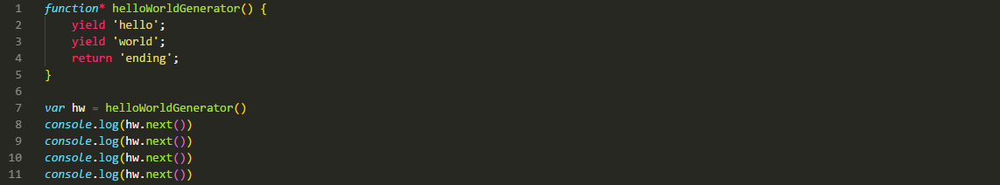 1 function* helloWorldGenerator() {
2     yield 'hello';
3     yield 'world';
4     return 'ending';
5 }
6
7 var hw = helloWorldGenerator()
8 console.log(hw.next())
9 console.log(hw.next())
10 console.log(hw.next())
11 console.log(hw.next())